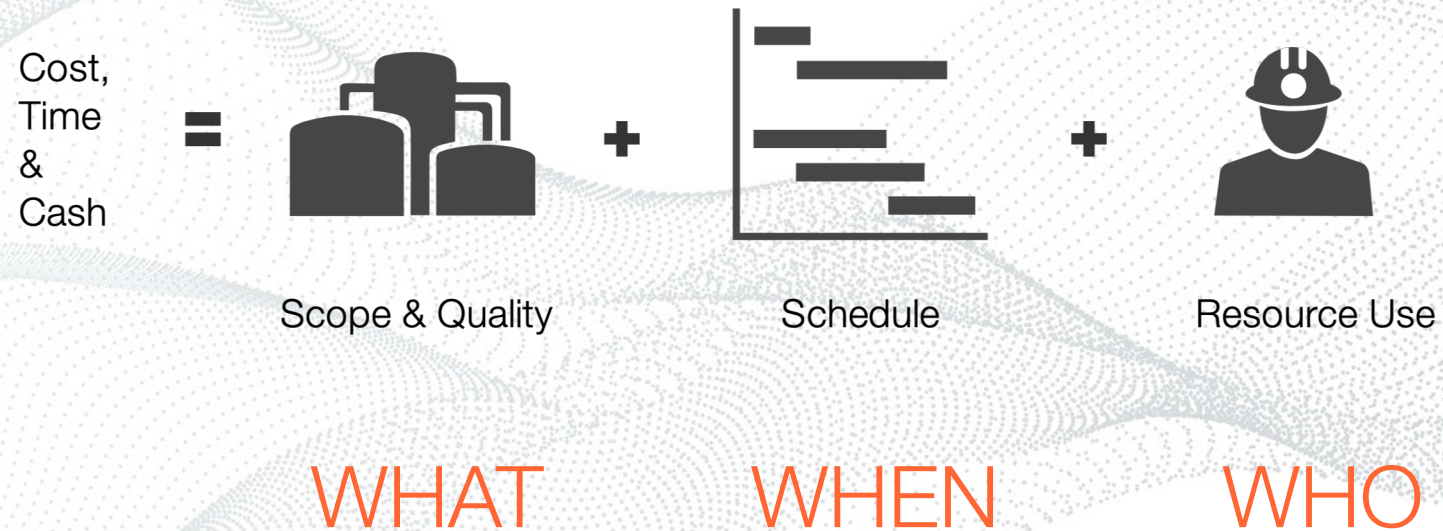 Cost,
Time
&
Cash
=
+
+
Scope & Quality
Schedule
Resource Use
WHAT
WHEN
WHO